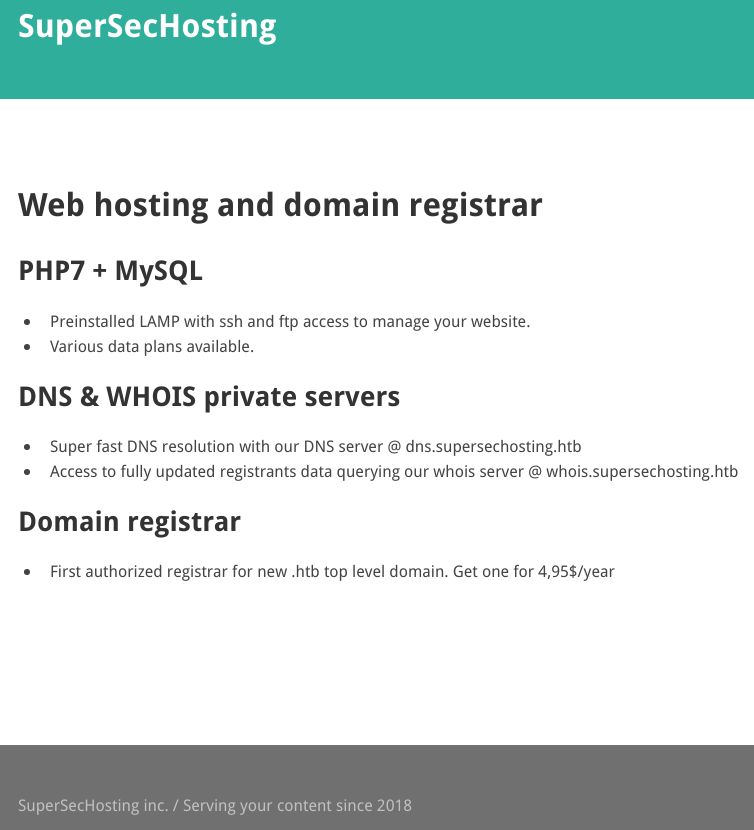 SuperSecHosting
Web hosting and domain registrar
PHP7 + MySQL
Preinstalled LAMP with ssh and ftp access to manage your website.
Various data plans available.
DNS & WHOIS private servers
Super fast DNS resolution with our DNS server @ dns.supersechosting.htb
Access to fully updated registrants data querying our whois server @ whois.supersechosting.htb
Domain registrar
First authorized registrar for new .htb top level domain. Get one for 4,95$/year
SuperSecHosting inc. / Serving your content since 2018